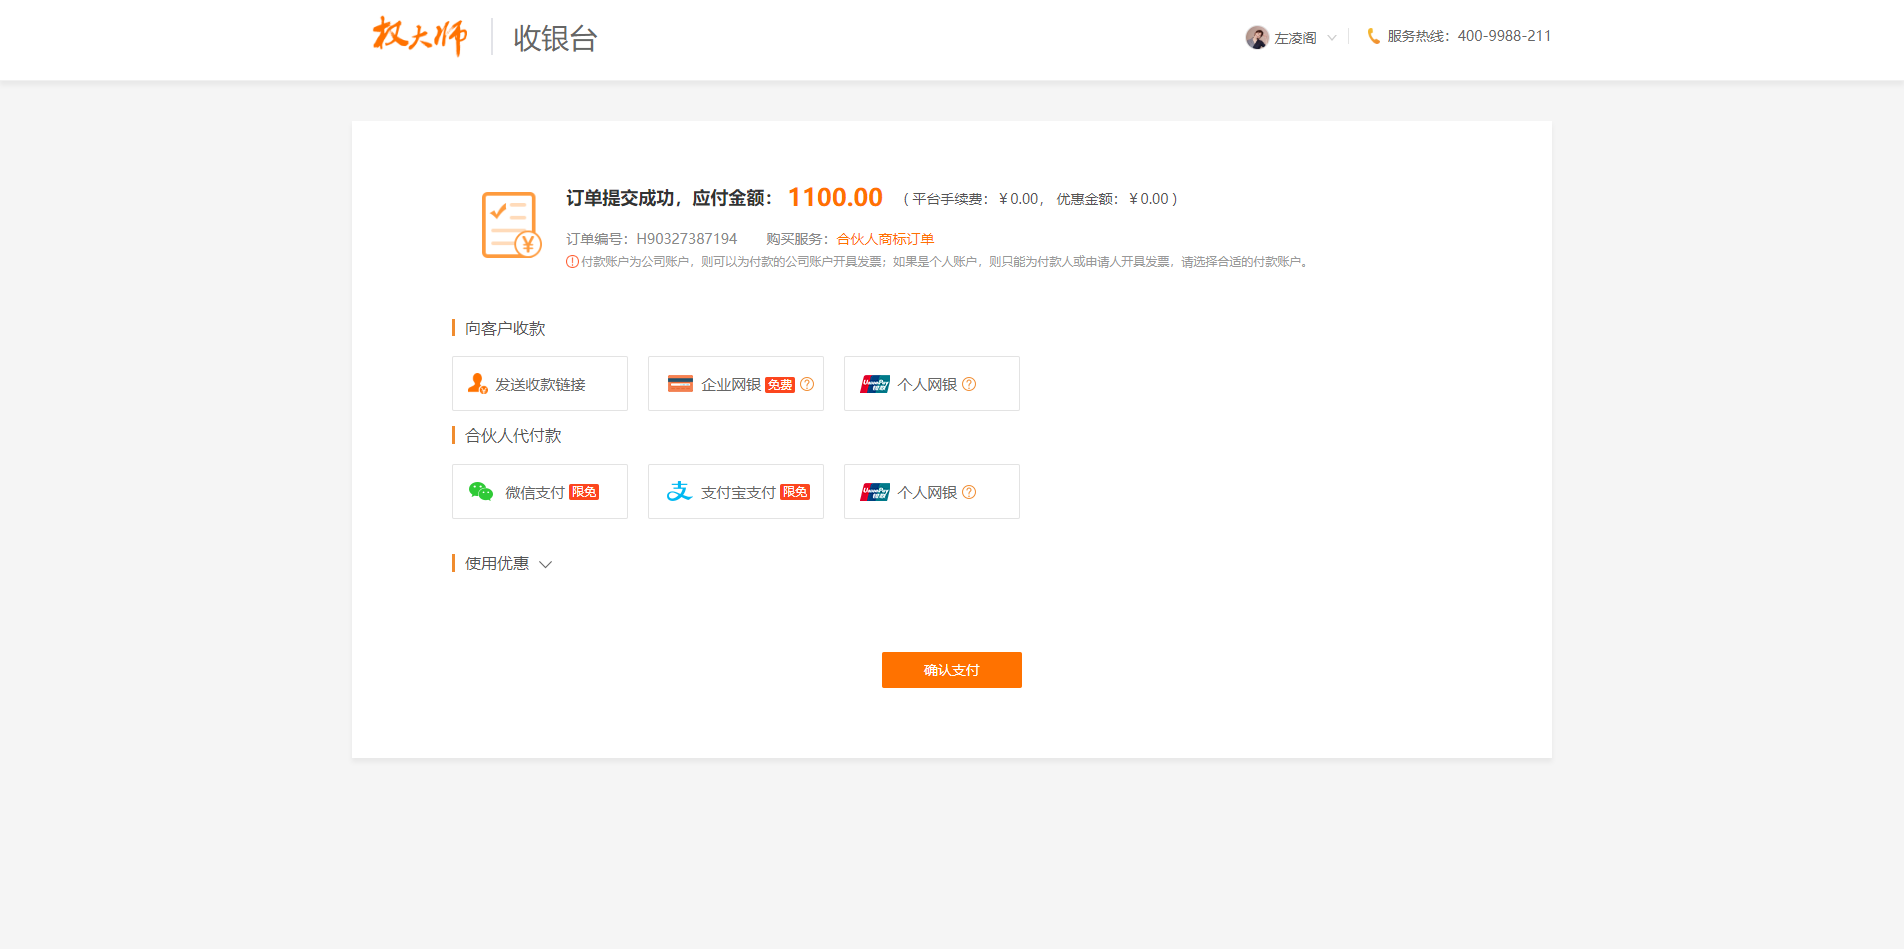 权大师 收银台 左凌阁 服务热线：400-9988-211
订单提交成功，应付金额： 1100.00 ( 平台手续费：￥0.00， 优惠金额：￥0.00 )
订单编号：H90327387194 购买服务：合伙人商标订单
付款账户为公司账户，则可以为付款的公司账户开具发票；如果是个人账户，则只能为付款人或申请人开具发票，请选择合适的付款账户。
向客户收款
发送收款链接 企业网银 免费 ? UnionPay 银联 个人网银 ?
合伙人代付款
微信支付 限免 支 支付宝支付 限免 UnionPay 银联 个人网银 ?
使用优惠
确认支付